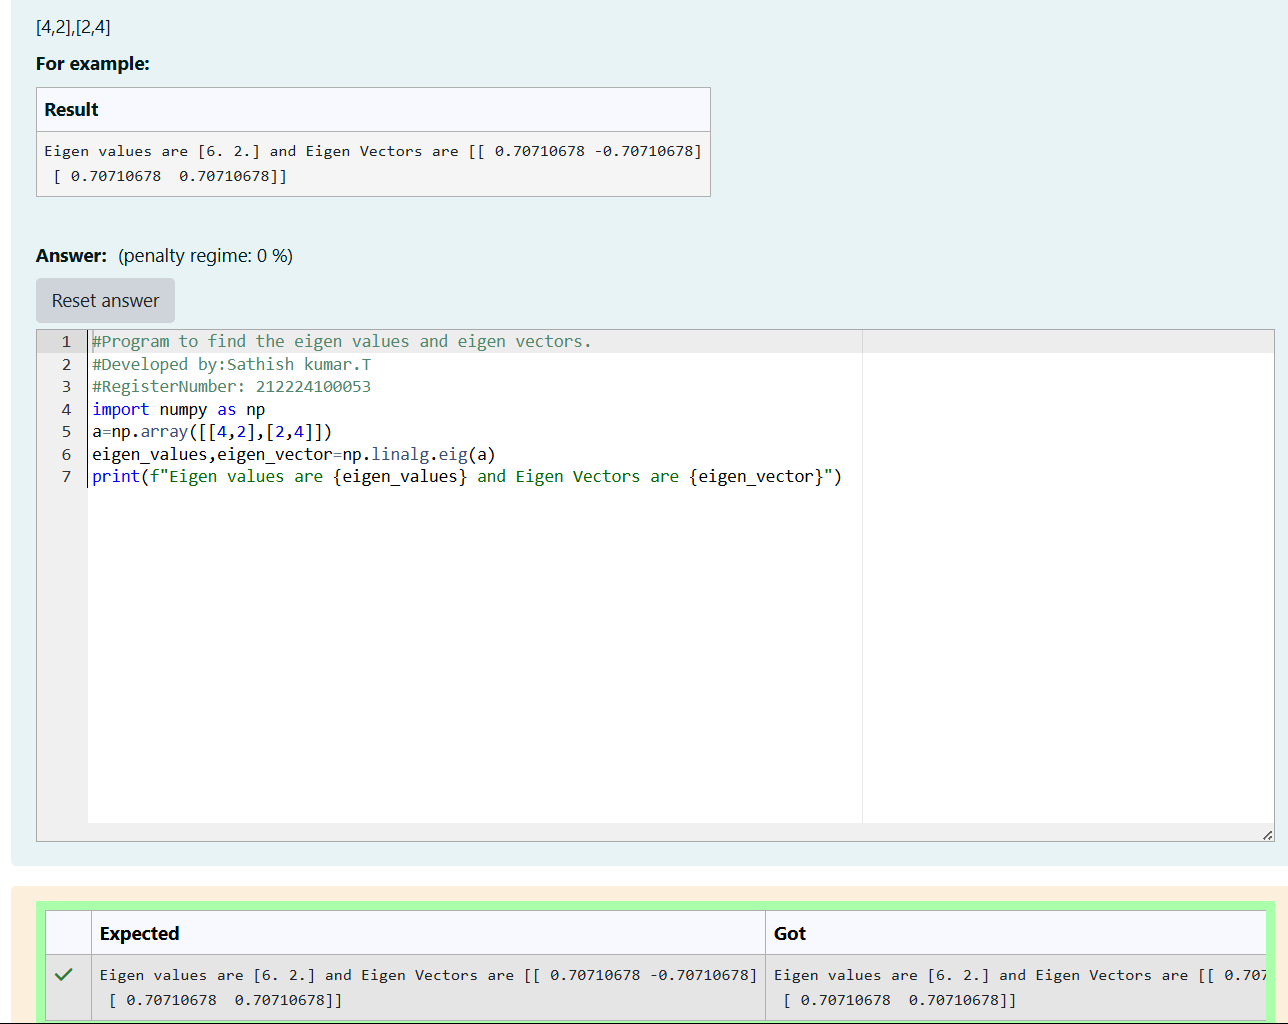 [4,2],[2,4]
For example:
Result
Eigen values are [6. 2.] and Eigen Vectors are [[ 0.70710678 -0.70710678]
 [ 0.70710678  0.70710678]]
Answer: (penalty regime: 0 %)
Reset answer
1 #Program to find the eigen values and eigen vectors.
2 #Developed by:Sathish kumar.T
3 #RegisterNumber: 212224100053
4 import numpy as np
5 a=np.array([[4,2],[2,4]])
6 eigen_values,eigen_vector=np.linalg.eig(a)
7 print(f"Eigen values are {eigen_values} and Eigen Vectors are {eigen_vector}")
Expected Got
Eigen values are [6. 2.] and Eigen Vectors are [[ 0.70710678 -0.70710678] Eigen values are [6. 2.] and Eigen Vectors are [[ 0.707
 [ 0.70710678  0.70710678]] [ 0.70710678  0.70710678]]